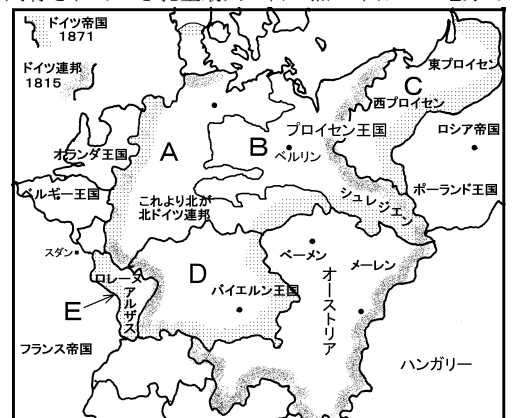 ドイツ帝国
1871
ドイツ連邦
1815
東プロイセン
C
西プロイセン
プロイセン王国
ロシア帝国
A
B
ベルリン
オランダ王国
ベルギー王国
これより北が
北ドイツ連邦
シュレジエン
ポーランド王国
スダン
ベーメン
メーレン
D
ロレーヌ
アルザス
バイエルン王国
オーストリア
E
フランス帝国
ハンガリー